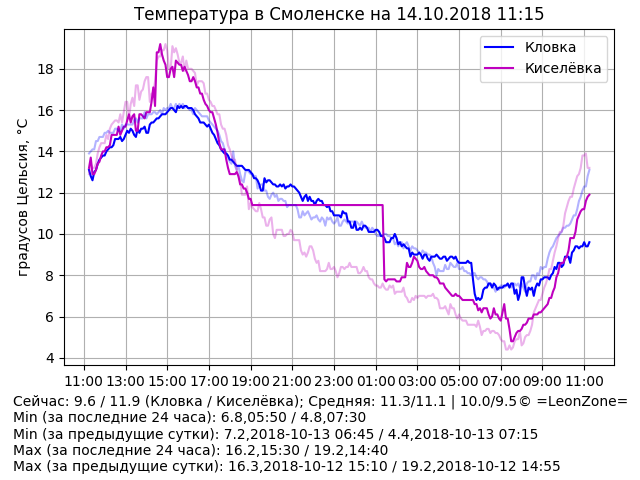 Температура в Смоленске на 14.10.2018 11:15
Кловка
Киселёвка
градусов Цельсия, °C
18
16
14
12
10
8
6
4
11:00 13:00 15:00 17:00 19:00 21:00 23:00 01:00 03:00 05:00 07:00 09:00 11:00
Сейчас: 9.6 / 11.9 (Кловка / Киселёвка); Средняя: 11.3/11.1 | 10.0/9.5© =LeonZone=
Min (за последние 24 часа): 6.8,05:50 / 4.8,07:30
Min (за предыдущие сутки): 7.2,2018-10-13 06:45 / 4.4,2018-10-13 07:15
Max (за последние 24 часа): 16.2,15:30 / 19.2,14:40
Max (за предыдущие сутки): 16.3,2018-10-12 15:10 / 19.2,2018-10-12 14:55